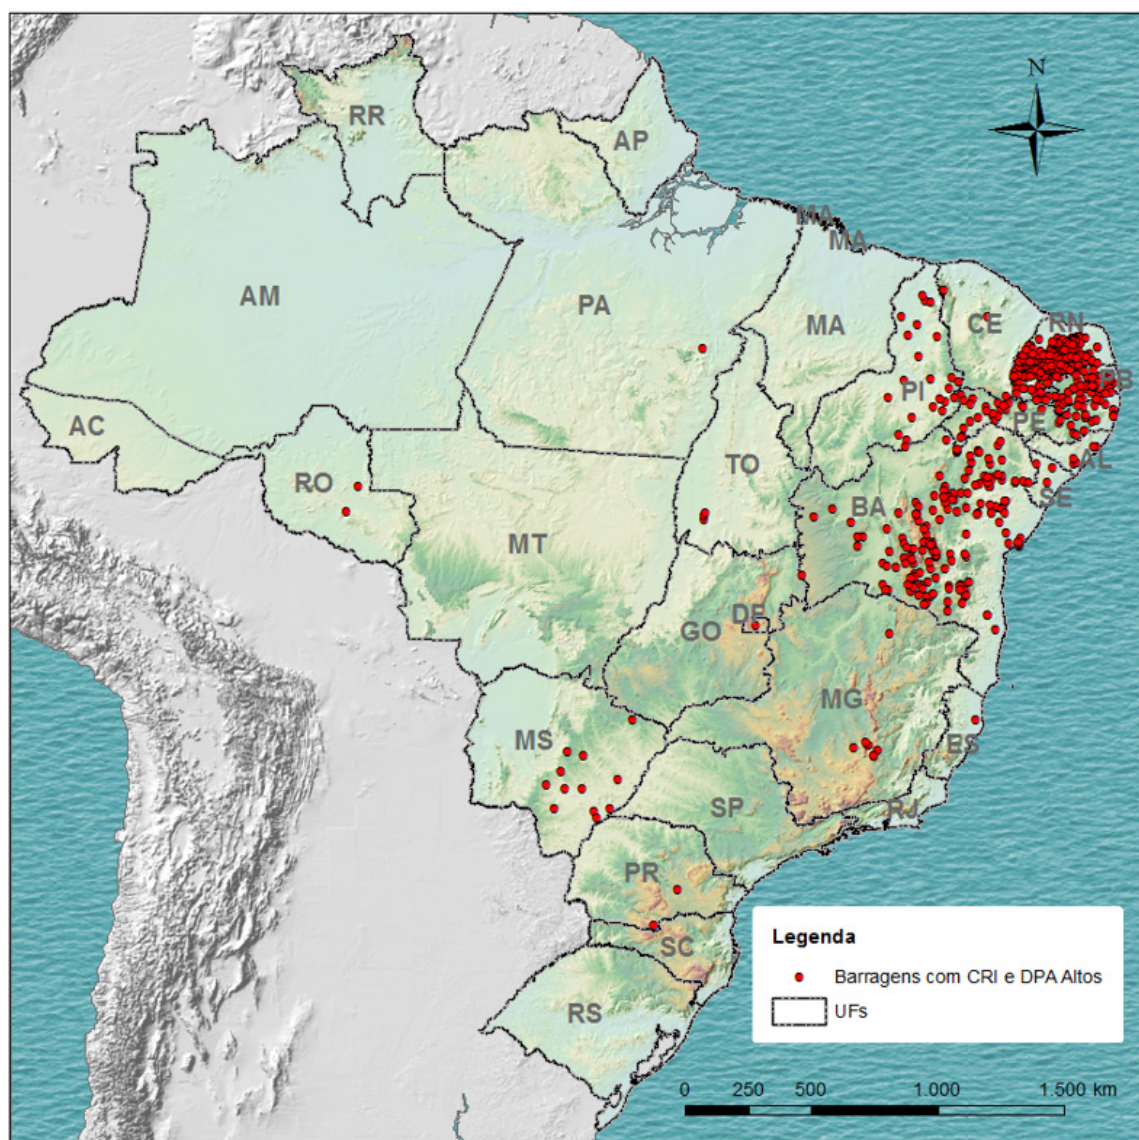 N
RR
AP
MA
MA
AM
PA
MA
CE
RN
PB
PI
PE
AC
AL
TO
RO
SE
BA
MT
DF
GO
MG
MS
ES
SP
RJ
PR
SC
RS
Legenda
Barragens com CRI e DPA Altos
UFs
0 250 500 1.000 1.500 km